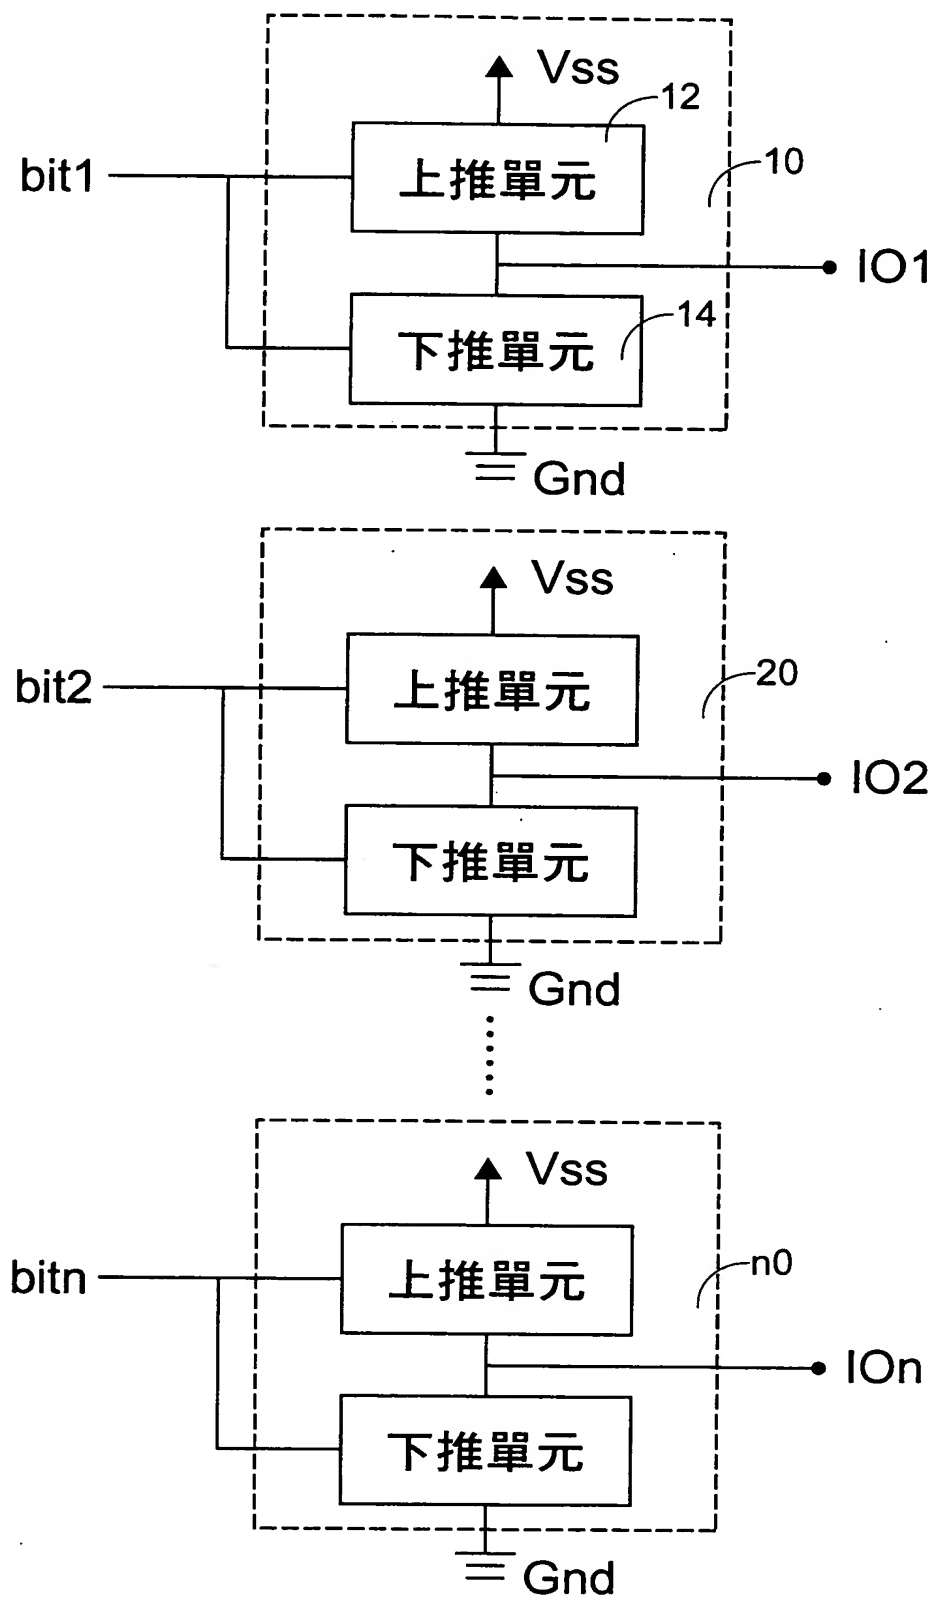 Vss
12
bit1
上推單元
10
IO1
14
下推單元
Gnd
Vss
bit2
上推單元
20
IO2
下推單元
Gnd
Vss
bitn
上推單元
n0
IOn
下推單元
Gnd